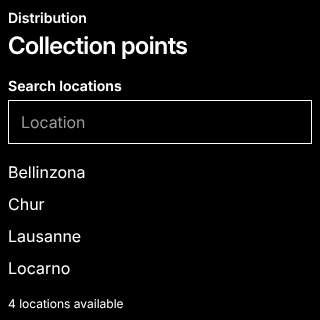 Distribution
Collection points
Search locations
Location
Bellinzona
Chur
Lausanne
Locarno
4 locations available